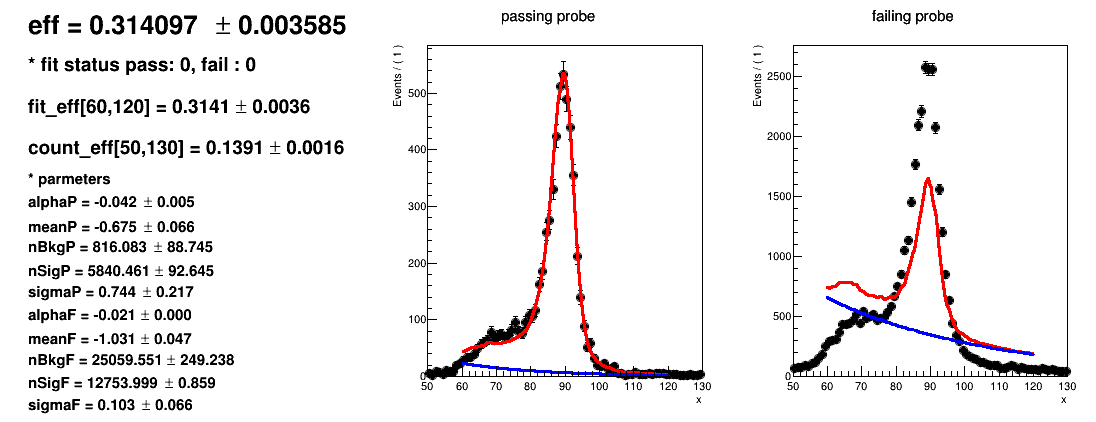 eff = 0.314097 ± 0.003585
* fit status pass: 0, fail : 0
fit_eff[60,120] = 0.3141 ± 0.0036
count_eff[50,130] = 0.1391 ± 0.0016
* parmeters
alphaP = -0.042 ± 0.005
meanP = -0.675 ± 0.066
nBkgP = 816.083 ± 88.745
nSigP = 5840.461 ± 92.645
sigmaP = 0.744 ± 0.217
alphaF = -0.021 ± 0.000
meanF = -1.031 ± 0.047
nBkgF = 25059.551 ± 249.238
nSigF = 12753.999 ± 0.859
sigmaF = 0.103 ± 0.066
passing probe
Events / ( 1 )
500
400
300
200
100
0
50 60 70 80 90 100 110 120 130
x
failing probe
Events / ( 1 )
2500
2000
1500
1000
500
0
50 60 70 80 90 100 110 120 130
x